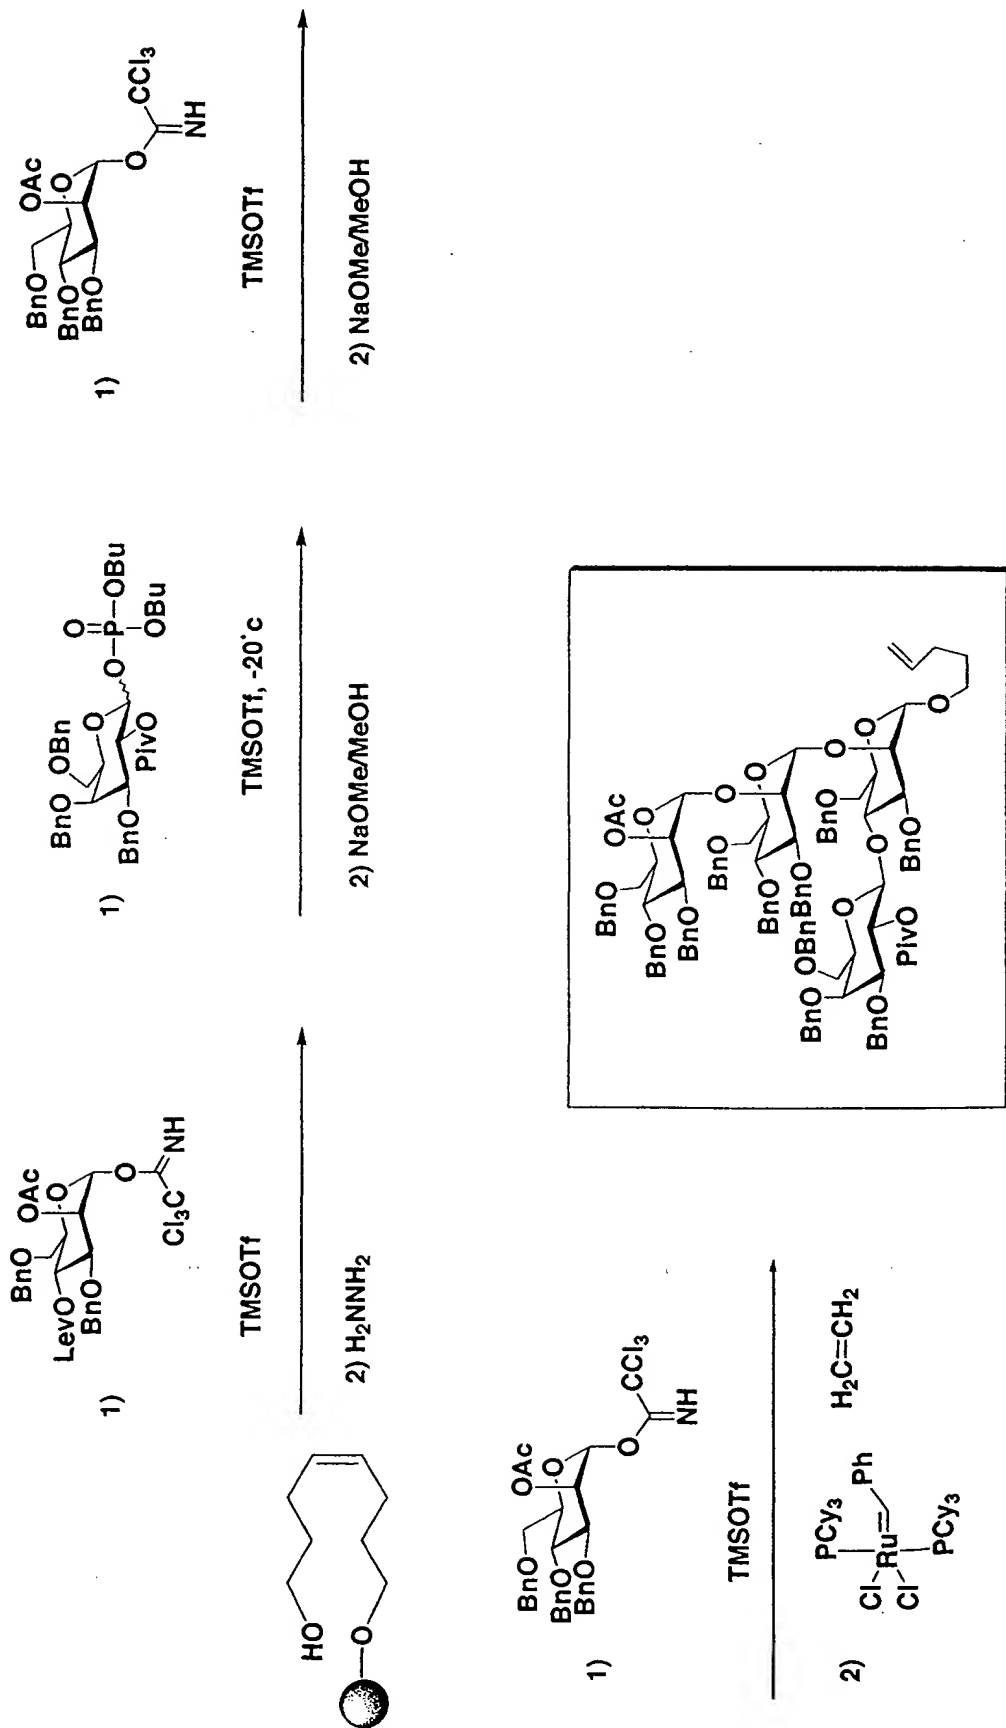 1)
BnO
OAc
LevO
BnO
O
O
Cl3C
NH
TMSOTf
2) H2NNH2
HO
O
1)
BnO
OBn
O
BnO
PivO
O
O=P–OBu
OBu
TMSOTf, -20°c
2) NaOMe/MeOH
1)
BnO
OAc
BnO
BnO
O
O
CCl3
NH
TMSOTf
2) NaOMe/MeOH
1)
BnO
OAc
BnO
BnO
O
O
CCl3
NH
TMSOTf
2)
PCy3
Cl
Ru
Ph
Cl
PCy3
H2C=CH2
BnO
OAc
BnO
BnO
O
O
BnO
O
BnO
BnO
O
BnO
OBn
BnO
O
O
O
BnO
O
BnO
PivO
O